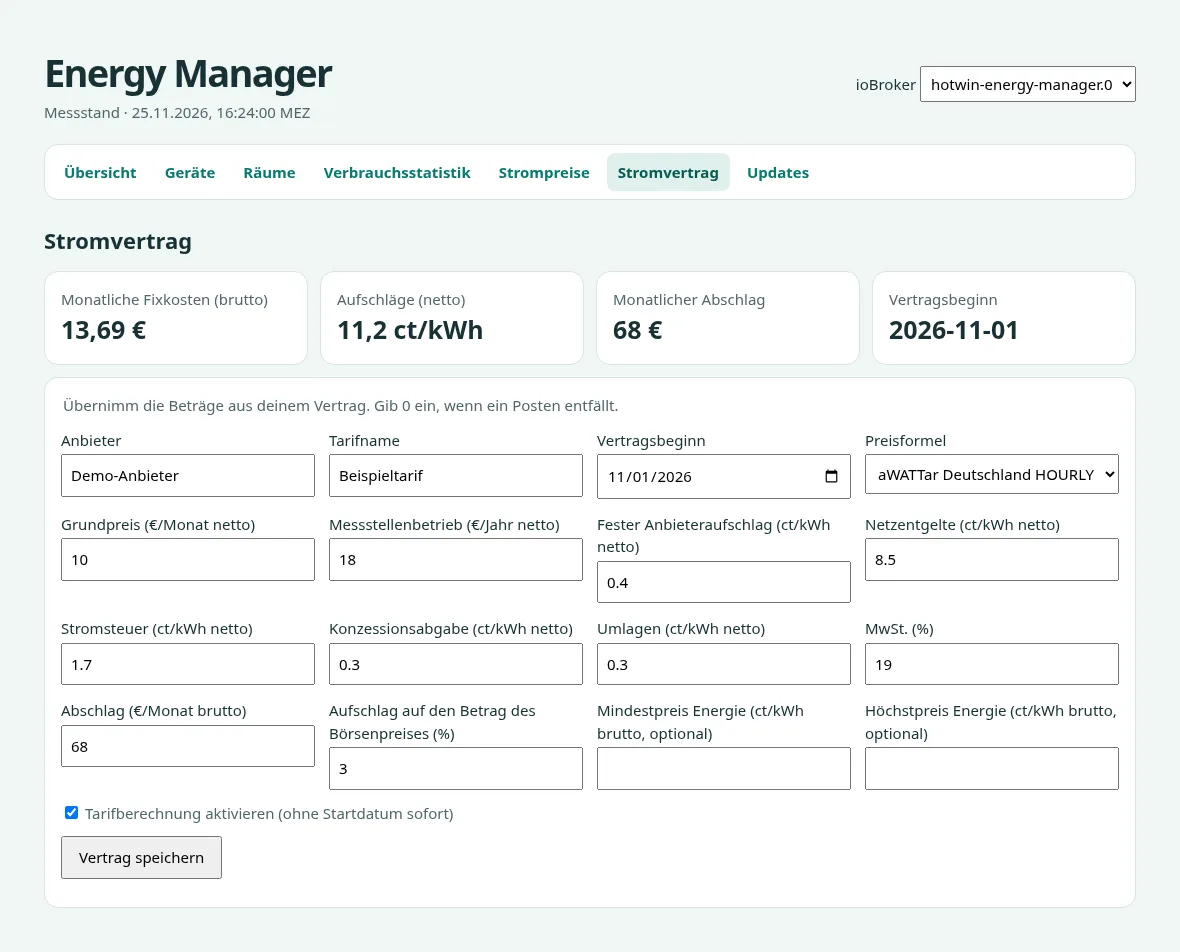 Energy Manager
Messstand · 25.11.2026, 16:24:00 MEZ
ioBroker hotwin-energy-manager.0
Übersicht Geräte Räume Verbrauchsstatistik Strompreise Stromvertrag Updates
Stromvertrag
Monatliche Fixkosten (brutto)
13,69 €
Aufschläge (netto)
11,2 ct/kWh
Monatlicher Abschlag
68 €
Vertragsbeginn
2026-11-01
Übernimm die Beträge aus deinem Vertrag. Gib 0 ein, wenn ein Posten entfällt.
Anbieter
Demo-Anbieter
Tarifname
Beispieltarif
Vertragsbeginn
11/01/2026
Preisformel
aWATTar Deutschland HOURLY
Grundpreis (€/Monat netto)
10
Messstellenbetrieb (€/Jahr netto)
18
Fester Anbieteraufschlag (ct/kWh
netto)
0.4
Netzentgelte (ct/kWh netto)
8.5
Stromsteuer (ct/kWh netto)
1.7
Konzessionsabgabe (ct/kWh netto)
0.3
Umlagen (ct/kWh netto)
0.3
MwSt. (%)
19
Abschlag (€/Monat brutto)
68
Aufschlag auf den Betrag des
Börsenpreises (%)
3
Mindestpreis Energie (ct/kWh
brutto, optional)
Höchstpreis Energie (ct/kWh brutto,
optional)
Tarifberechnung aktivieren (ohne Startdatum sofort)
Vertrag speichern